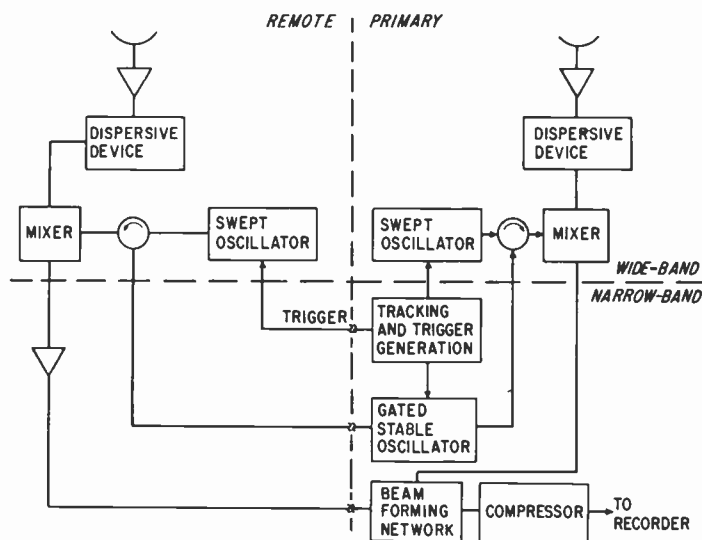 REMOTE
PRIMARY
DISPERSIVE
DEVICE
DISPERSIVE
DEVICE
MIXER
SWEPT
OSCILLATOR
SWEPT
OSCILLATOR
MIXER
WIDE-BAND
NARROW-BAND
TRIGGER
TRACKING
AND TRIGGER
GENERATION
GATED
STABLE
OSCILLATOR
BEAM
FORMING
NETWORK
COMPRESSOR
TO
RECORDER